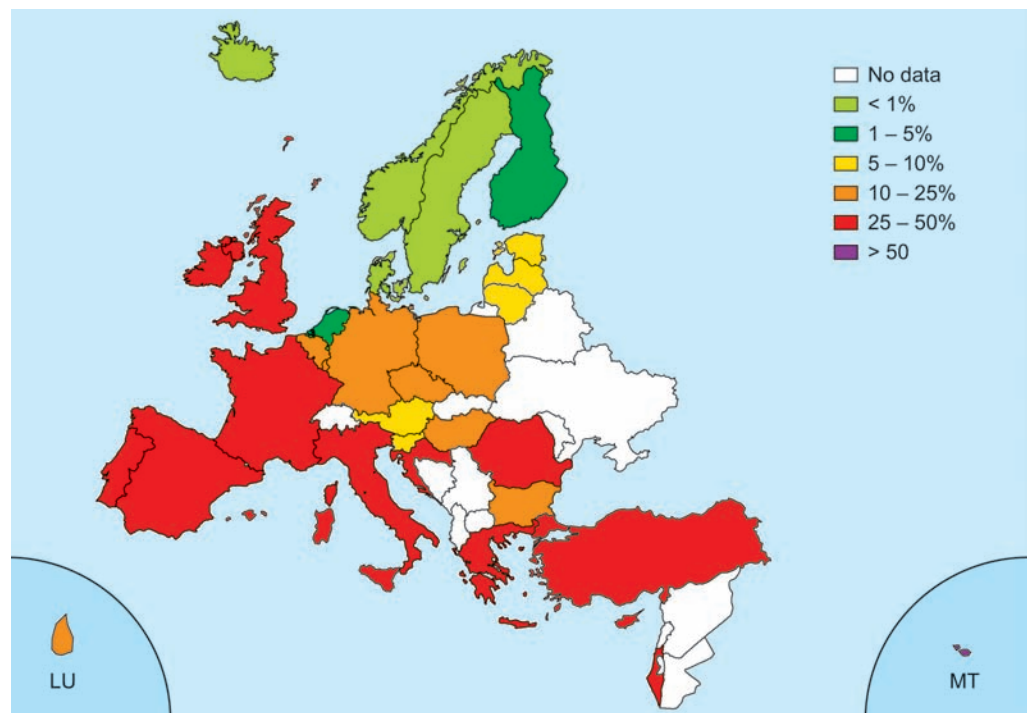 No data
< 1%
1 – 5%
5 – 10%
10 – 25%
25 – 50%
> 50
LU
MT